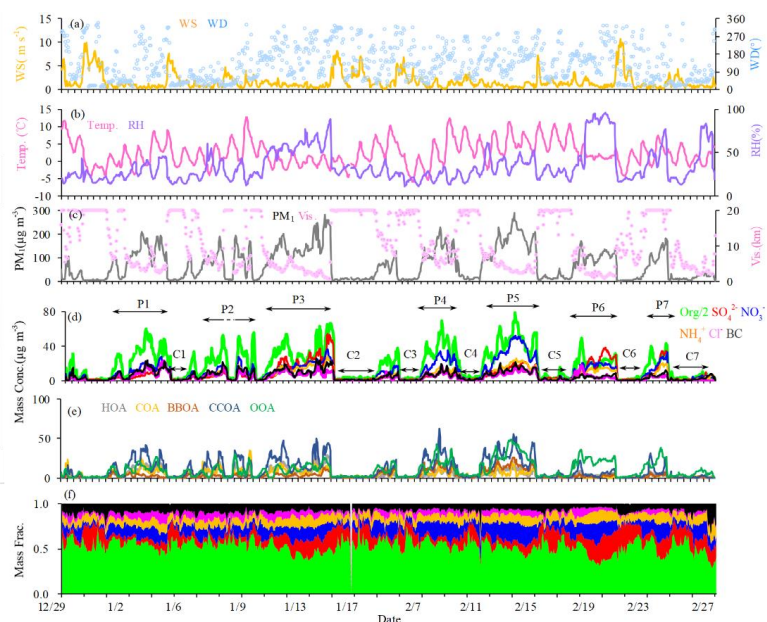 (a) WS WD
15 10 5 0
WS( m s⁻¹)
360 270 180 90 0
WD(°)
(b) Temp. RH
15 10 5 0 -5 -10
Temp. (°C)
100 50 0
RH(%)
(c) PM₁ Vis.
300 200 100 0
PM₁(μg m⁻³)
20 10 0
Vis (km)
(d) P1 P2 P3 P4 P5 P6 P7
C1 C2 C3 C4 C5 C6 C7
80 40 0
Mass Conc.(μg m⁻³)
Org/2 SO₄²⁻ NO₃⁻
NH₄⁺ Cl⁻ BC
(e) HOA COA BBOA CCOA OOA
100 50 0
(f)
1.0 0.5 0.0
Mass Frac.
12/29 1/2 1/6 1/9 1/13 1/17 2/7 2/11 2/15 2/19 2/23 2/27
Date